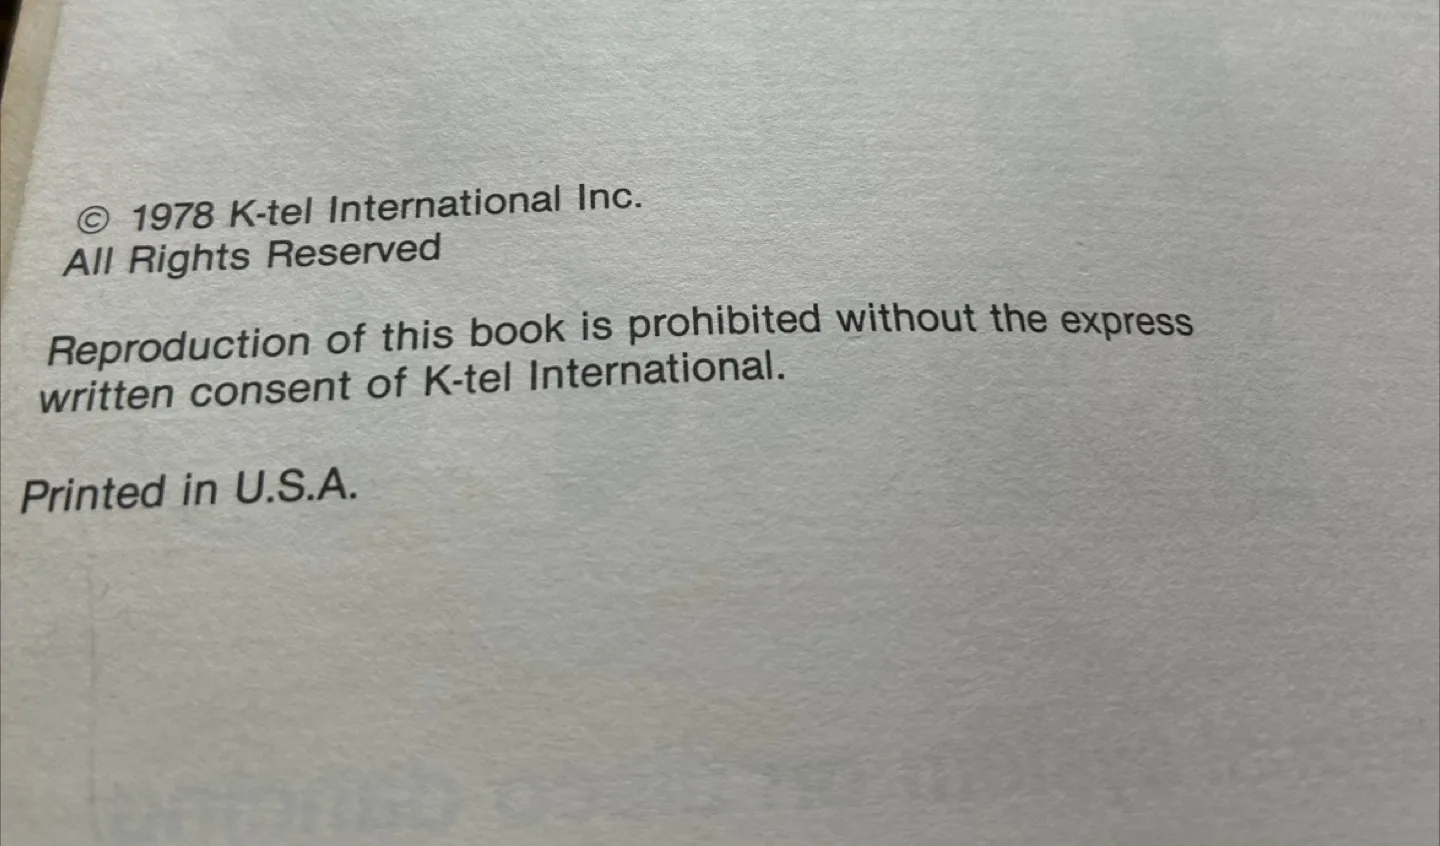 © 1978 K-tel International Inc.
All Rights Reserved
Reproduction of this book is prohibited without the express
written consent of K-tel International.
Printed in U.S.A.